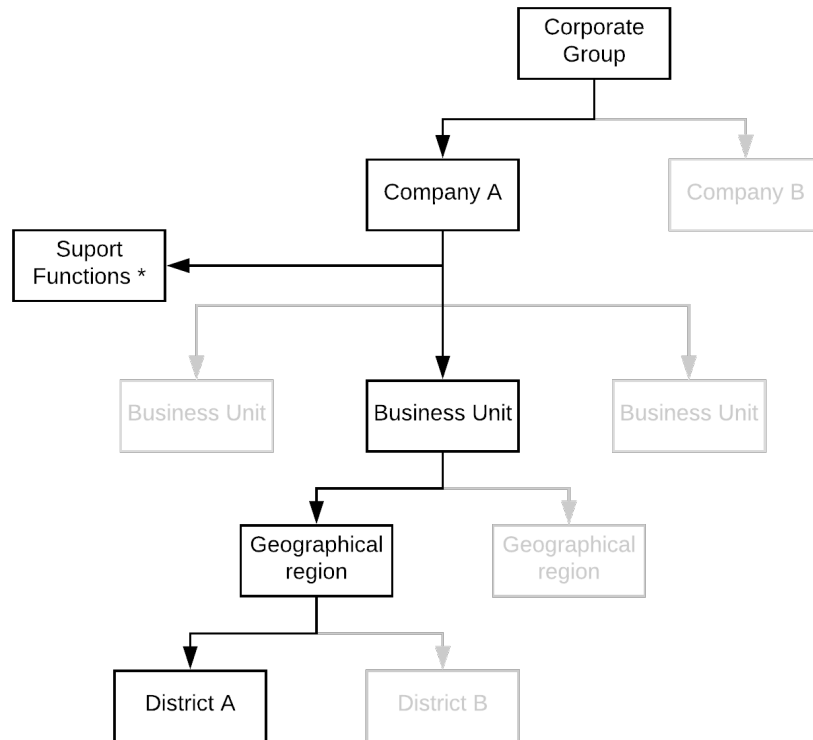 Corporate
Group
Company A
Company B
Suport
Functions *
Business Unit
Business Unit
Business Unit
Geographical
region
Geographical
region
District A
District B